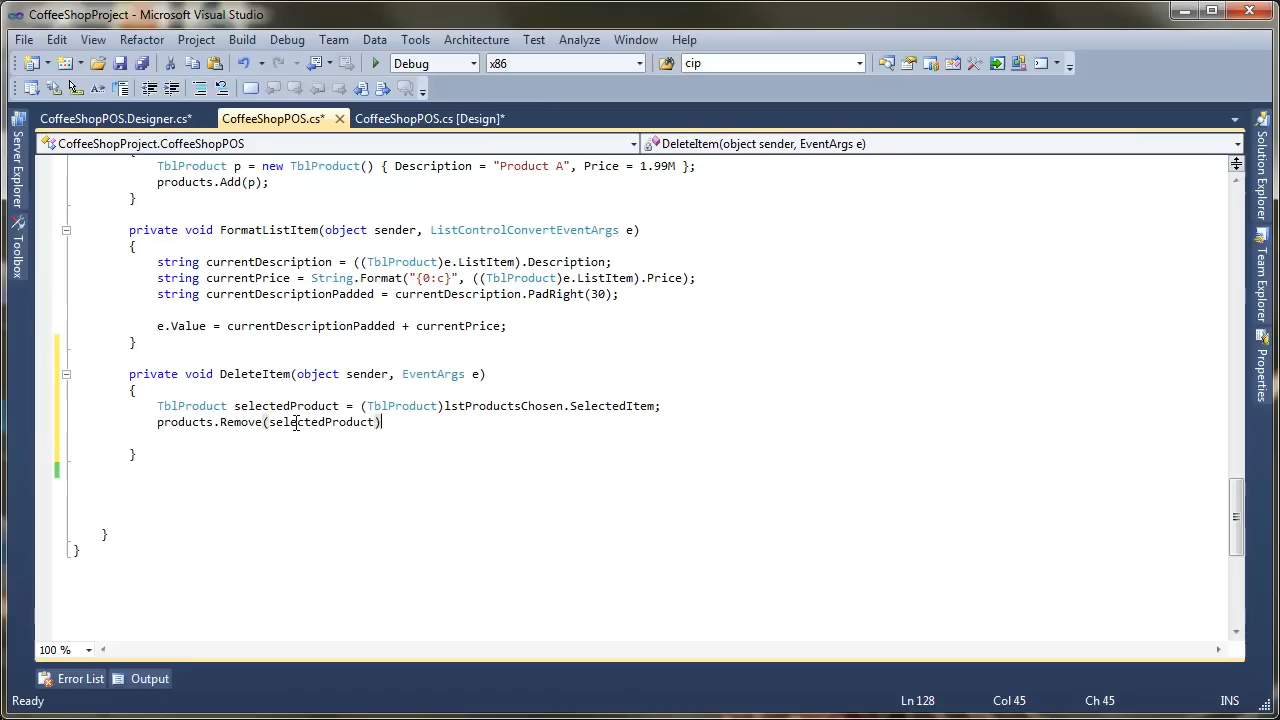 CoffeeShopProject - Microsoft Visual Studio
File Edit View Refactor Project Build Debug Team Data Tools Architecture Test Analyze Window Help
Debug x86 cip
CoffeeShopPOS.Designer.cs* CoffeeShopPOS.cs* CoffeeShopPOS.cs [Design]*
CoffeeShopProject.CoffeeShopPOS DeleteItem(object sender, EventArgs e)
{
TblProduct p = new TblProduct() { Description = "Product A", Price = 1.99M };
products.Add(p);
}
private void FormatListItem(object sender, ListControlConvertEventArgs e)
{
string currentDescription = ((TblProduct)e.ListItem).Description;
string currentPrice = String.Format("{0:c}", ((TblProduct)e.ListItem).Price);
string currentDescriptionPadded = currentDescription.PadRight(30);
e.Value = currentDescriptionPadded + currentPrice;
}
private void DeleteItem(object sender, EventArgs e)
{
TblProduct selectedProduct = (TblProduct)lstProductsChosen.SelectedItem;
products.Remove(selectedProduct)
}
}
}
Server Explorer
Toolbox
Solution Explorer
Team Explorer
Properties
100 %
Error List Output
Ready Ln 128 Col 45 Ch 45 INS